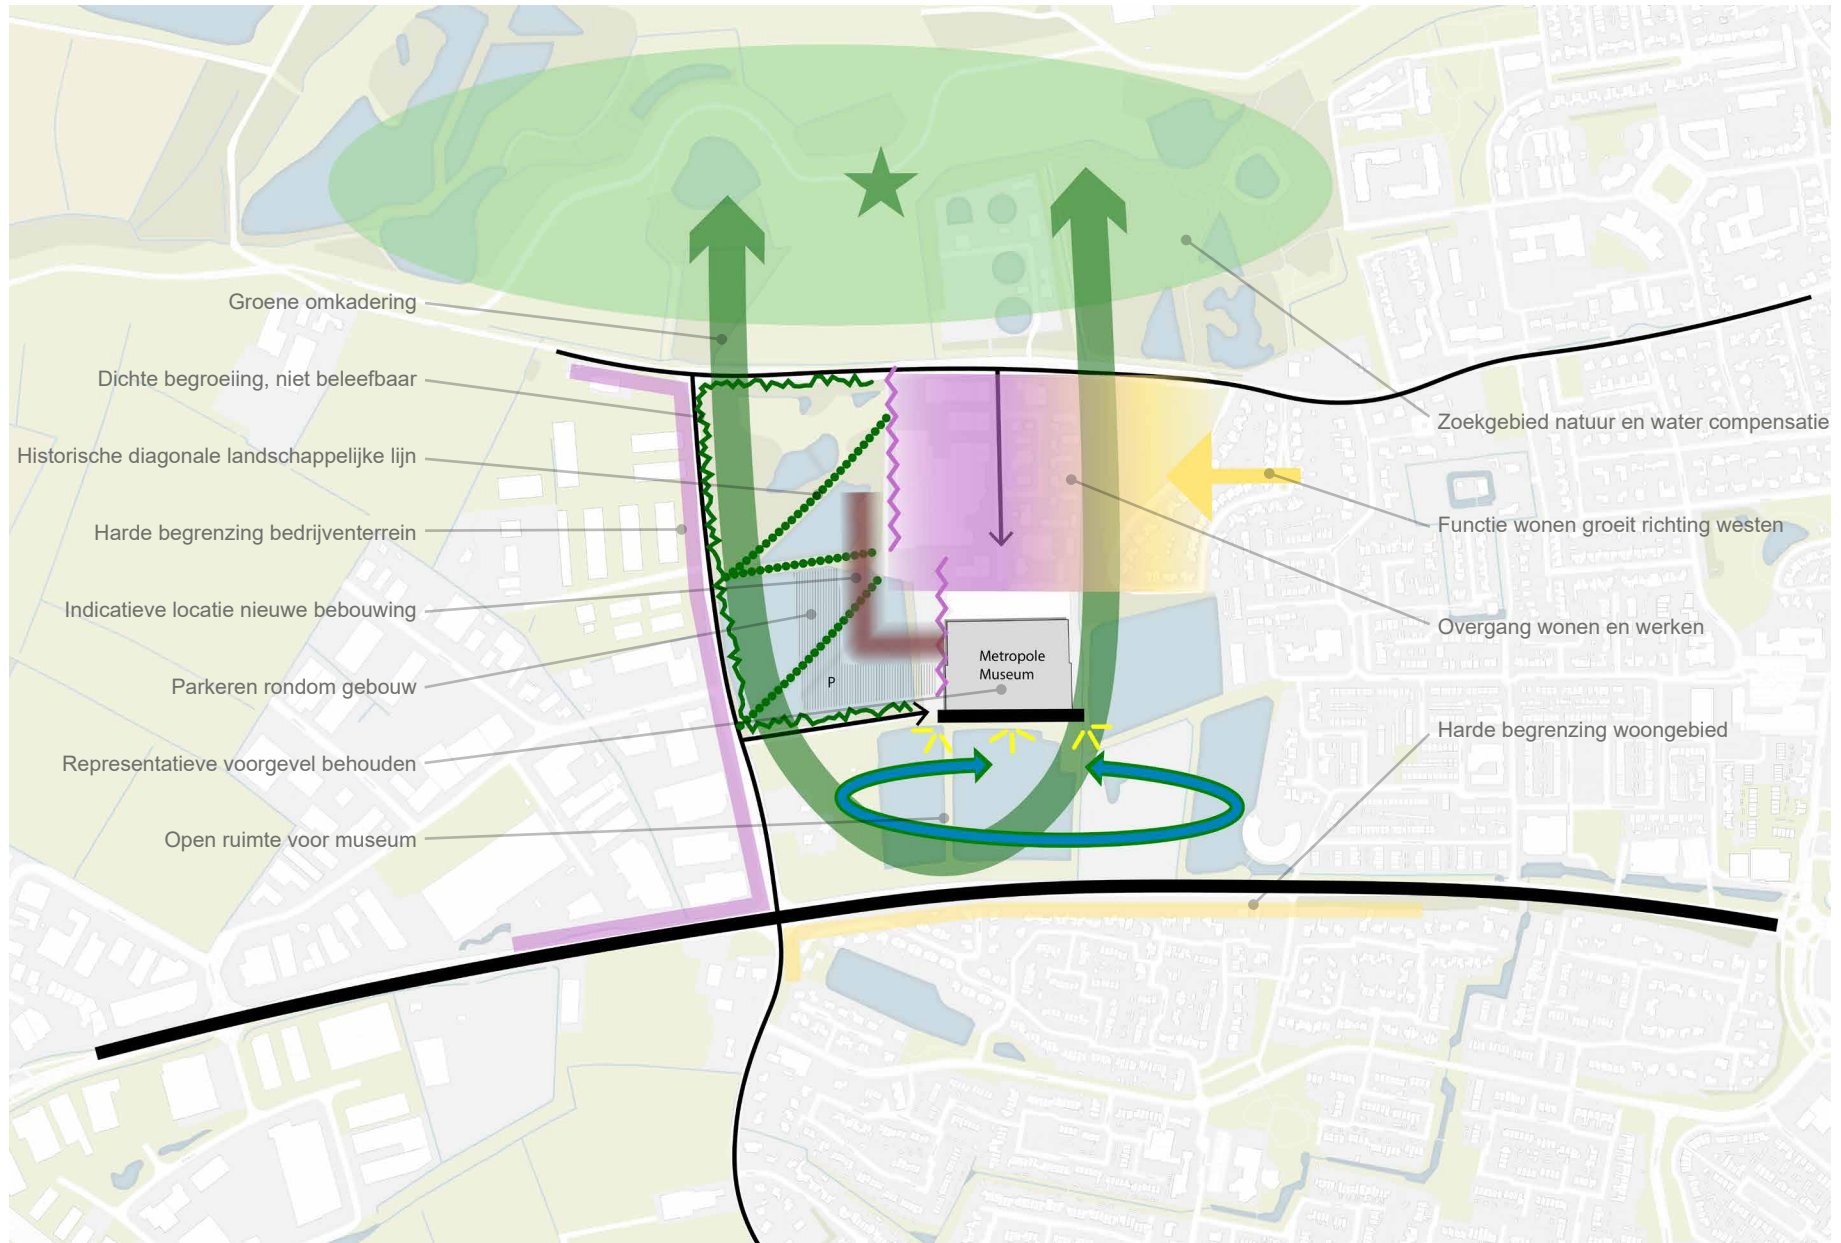 Groene omkadering
Dichte begroeiing, niet beleefbaar
Historische diagonale landschappelijke lijn
Harde begrenzing bedrijventerrein
Indicatieve locatie nieuwe bebouwing
Parkeren rondom gebouw
Representatieve voorgevel behouden
Open ruimte voor museum
P
Metropole
Museum
Zoekgebied natuur en water compensatie
Functie wonen groeit richting westen
Overgang wonen en werken
Harde begrenzing woongebied